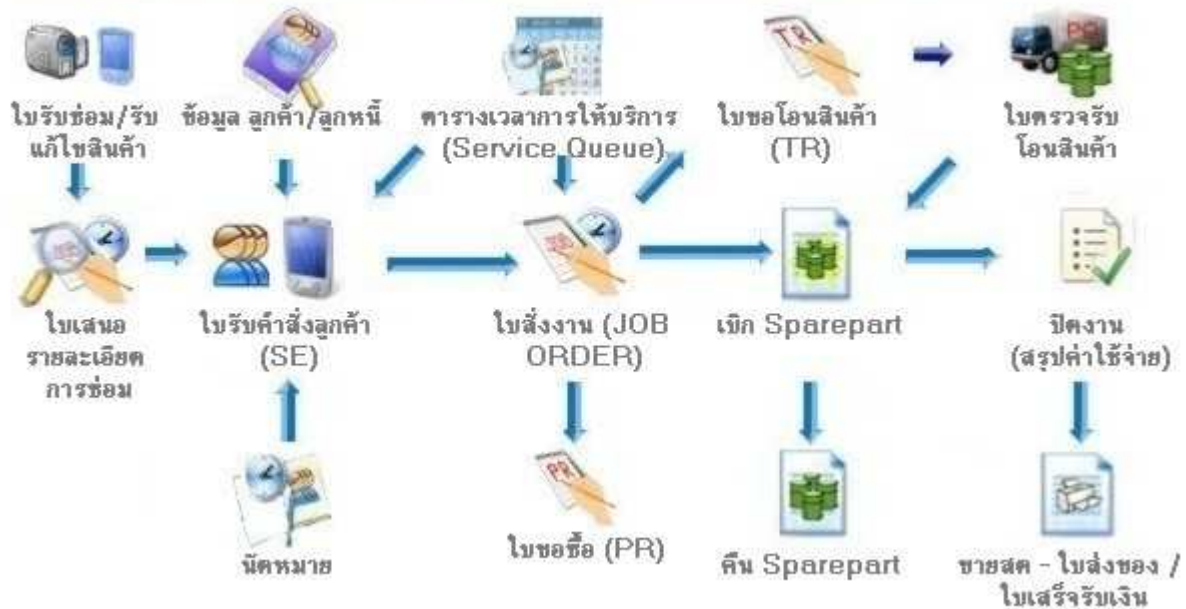 ใบรับซ่อม/รับ
แก้ไขสินค้า
ข้อมูล ลูกค้า/ลูกหนี้
ตารางเวลาการให้บริการ
(Service Queue)
TR
ใบขอโอนสินค้า
(TR)
ใบตรวจรับ
โอนสินค้า
ใบเสนอ
รายละเอียด
การซ่อม
ใบรับคำสั่งลูกค้า
(SE)
JOB
ใบสั่งงาน (JOB
ORDER)
เบิก Sparepart
ปิดงาน
(สรุปค่าใช้จ่าย)
นัดหมาย
PR
ใบขอซื้อ (PR)
คืน Sparepart
ขายสด - ใบส่งของ /
ใบเสร็จรับเงิน